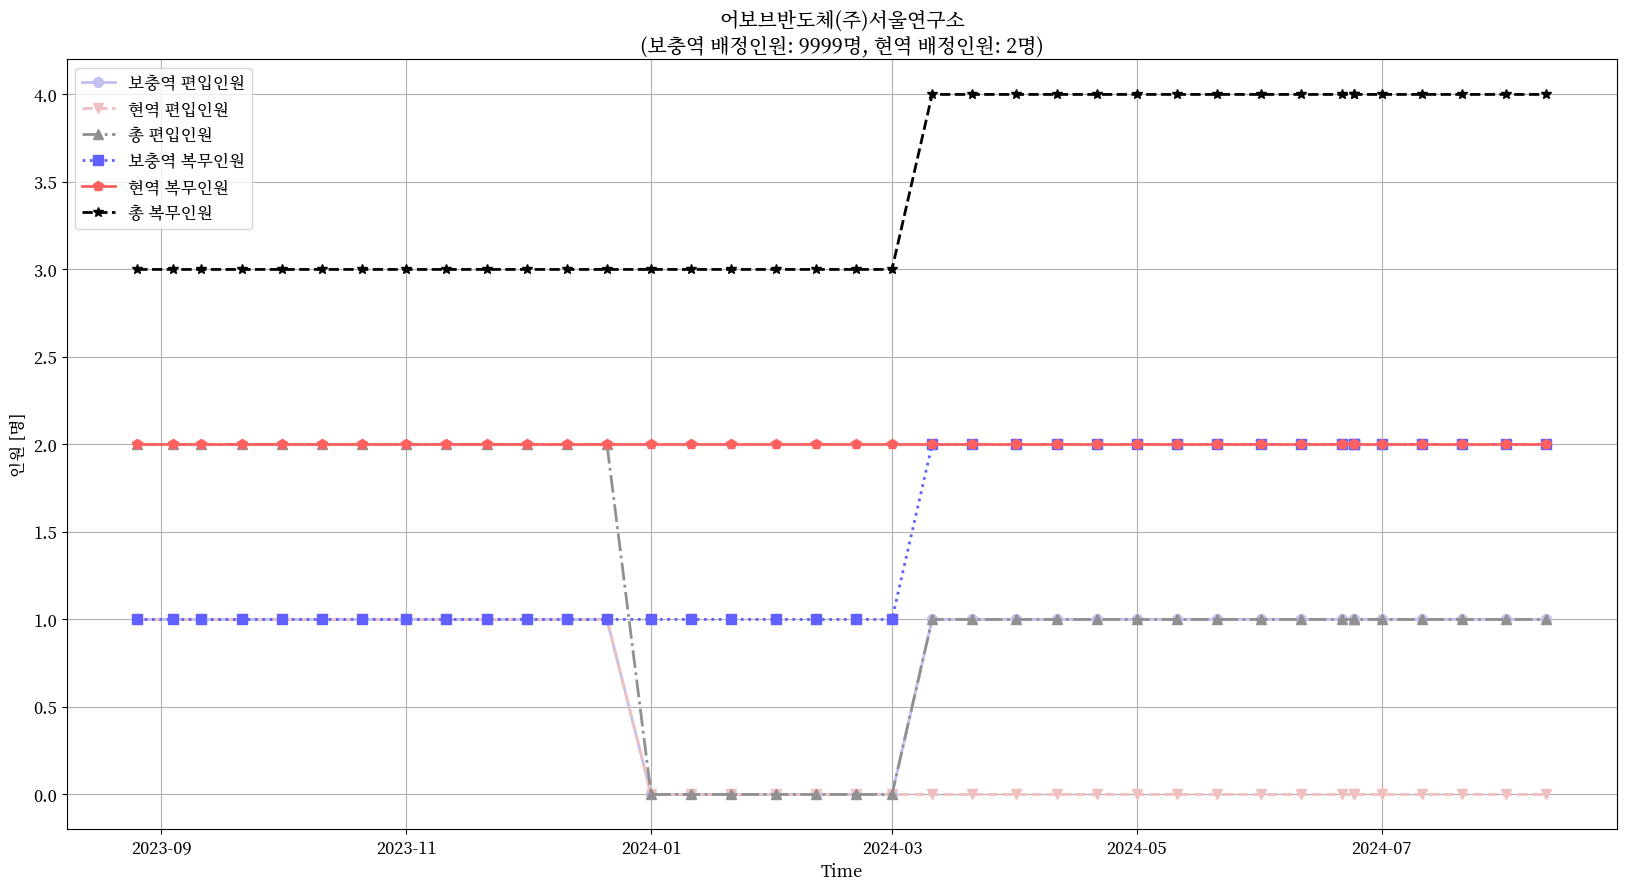 어보브반도체(주)서울연구소
(보충역 배정인원: 9999명, 현역 배정인원: 2명)
보충역 편입인원
현역 편입인원
총 편입인원
보충역 복무인원
현역 복무인원
총 복무인원
4.0
3.5
3.0
2.5
2.0
1.5
1.0
0.5
0.0
인원 [명]
2023-09
2023-11
2024-01
2024-03
2024-05
2024-07
Time